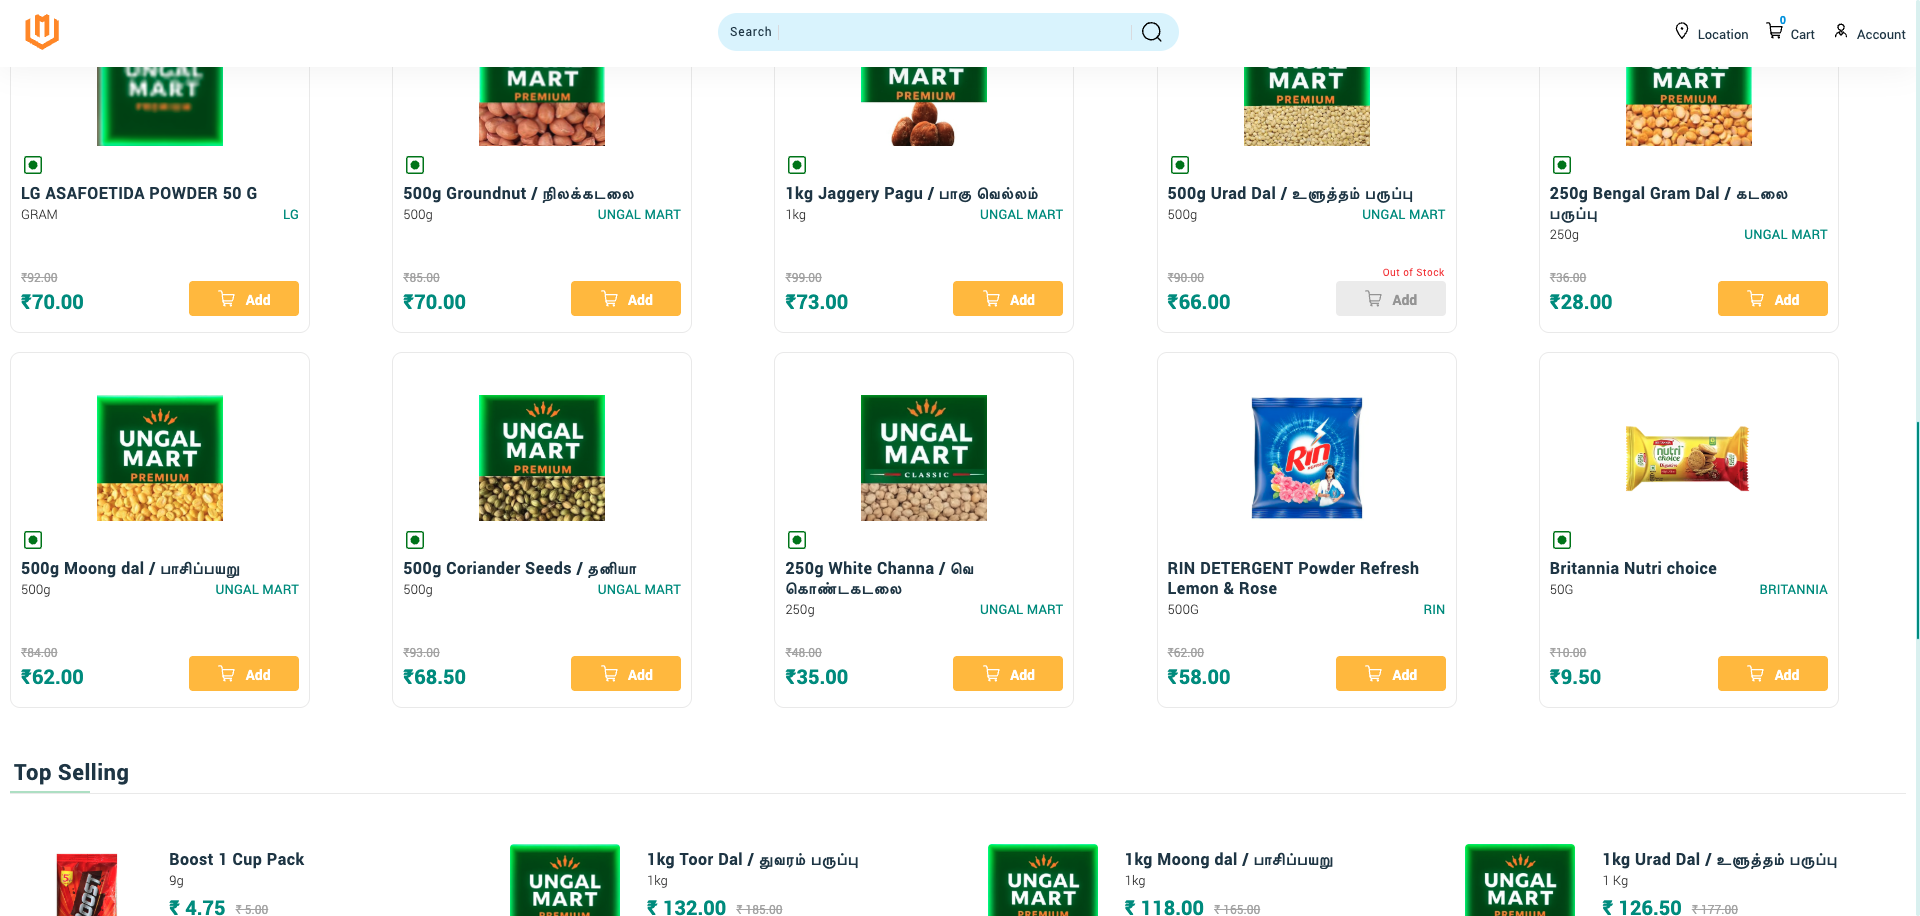 Search
Location
0
Cart
Account
UNGAL
MART
PREMIUM
LG ASAFOETIDA POWDER 50 G
GRAM
LG
₹92.00
₹70.00
Add
MART
PREMIUM
500g Groundnut / நிலக்கடலை
500g
UNGAL MART
₹85.00
₹70.00
Add
MART
PREMIUM
1kg Jaggery Pagu / பாகு வெல்லம்
1kg
UNGAL MART
₹99.00
₹73.00
Add
UNGAL
MART
PREMIUM
500g Urad Dal / உளுத்தம் பருப்பு
500g
UNGAL MART
₹90.00
₹66.00
Out of Stock
Add
UNGAL
MART
PREMIUM
250g Bengal Gram Dal / கடலை
பருப்பு
250g
UNGAL MART
₹36.00
₹28.00
Add
UNGAL
MART
PREMIUM
500g Moong dal / பாசிப்பயறு
500g
UNGAL MART
₹84.00
₹62.00
Add
UNGAL
MART
PREMIUM
500g Coriander Seeds / தனியா
500g
UNGAL MART
₹93.00
₹68.50
Add
UNGAL
MART
CLASSIC
250g White Channa / வெ
கொண்டகடலை
250g
UNGAL MART
₹48.00
₹35.00
Add
Rin
RIN DETERGENT Powder Refresh
Lemon & Rose
500G
RIN
₹62.00
₹58.00
Add
nutri
choice
Britannia Nutri choice
50G
BRITANNIA
₹10.00
₹9.50
Add
Top Selling
BOOST
Boost 1 Cup Pack
9g
₹ 4.75 ₹ 5.00
UNGAL
MART
PREMIUM
1kg Toor Dal / துவரம் பருப்பு
1kg
₹ 132.00 ₹ 185.00
UNGAL
MART
PREMIUM
1kg Moong dal / பாசிப்பயறு
1kg
₹ 118.00 ₹ 165.00
UNGAL
MART
PREMIUM
1kg Urad Dal / உளுத்தம் பருப்பு
1 Kg
₹ 126.50 ₹ 177.00